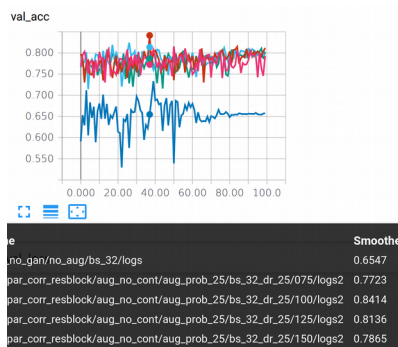 val_acc
0.800
0.750
0.700
0.650
0.600
0.550
0.000 20.00 40.00 60.00 80.00 100.0
Smoothe
_no_gan/no_aug/bs_32/logs 0.6547
par_corr_resblock/aug_no_cont/aug_prob_25/bs_32_dr_25/075/logs2 0.7723
par_corr_resblock/aug_no_cont/aug_prob_25/bs_32_dr_25/100/logs2 0.8414
par_corr_resblock/aug_no_cont/aug_prob_25/bs_32_dr_25/125/logs2 0.8136
par_corr_resblock/aug_no_cont/aug_prob_25/bs_32_dr_25/150/logs2 0.7865